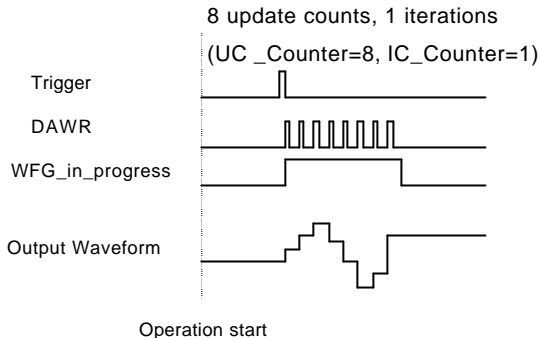 8 update counts, 1 iterations
(UC _Counter=8, IC_Counter=1)
Trigger
DAWR
WFG_in_progress
Output Waveform
Operation start